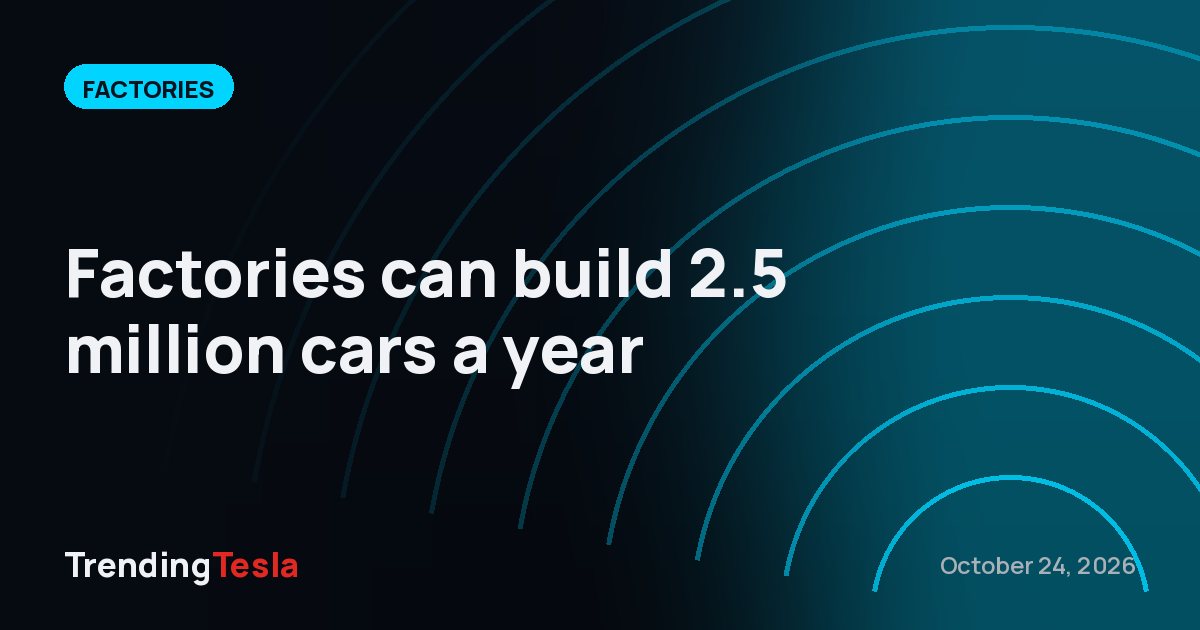 FACTORIES
Factories can build 2.5
million cars a year
TrendingTesla
October 24, 2026